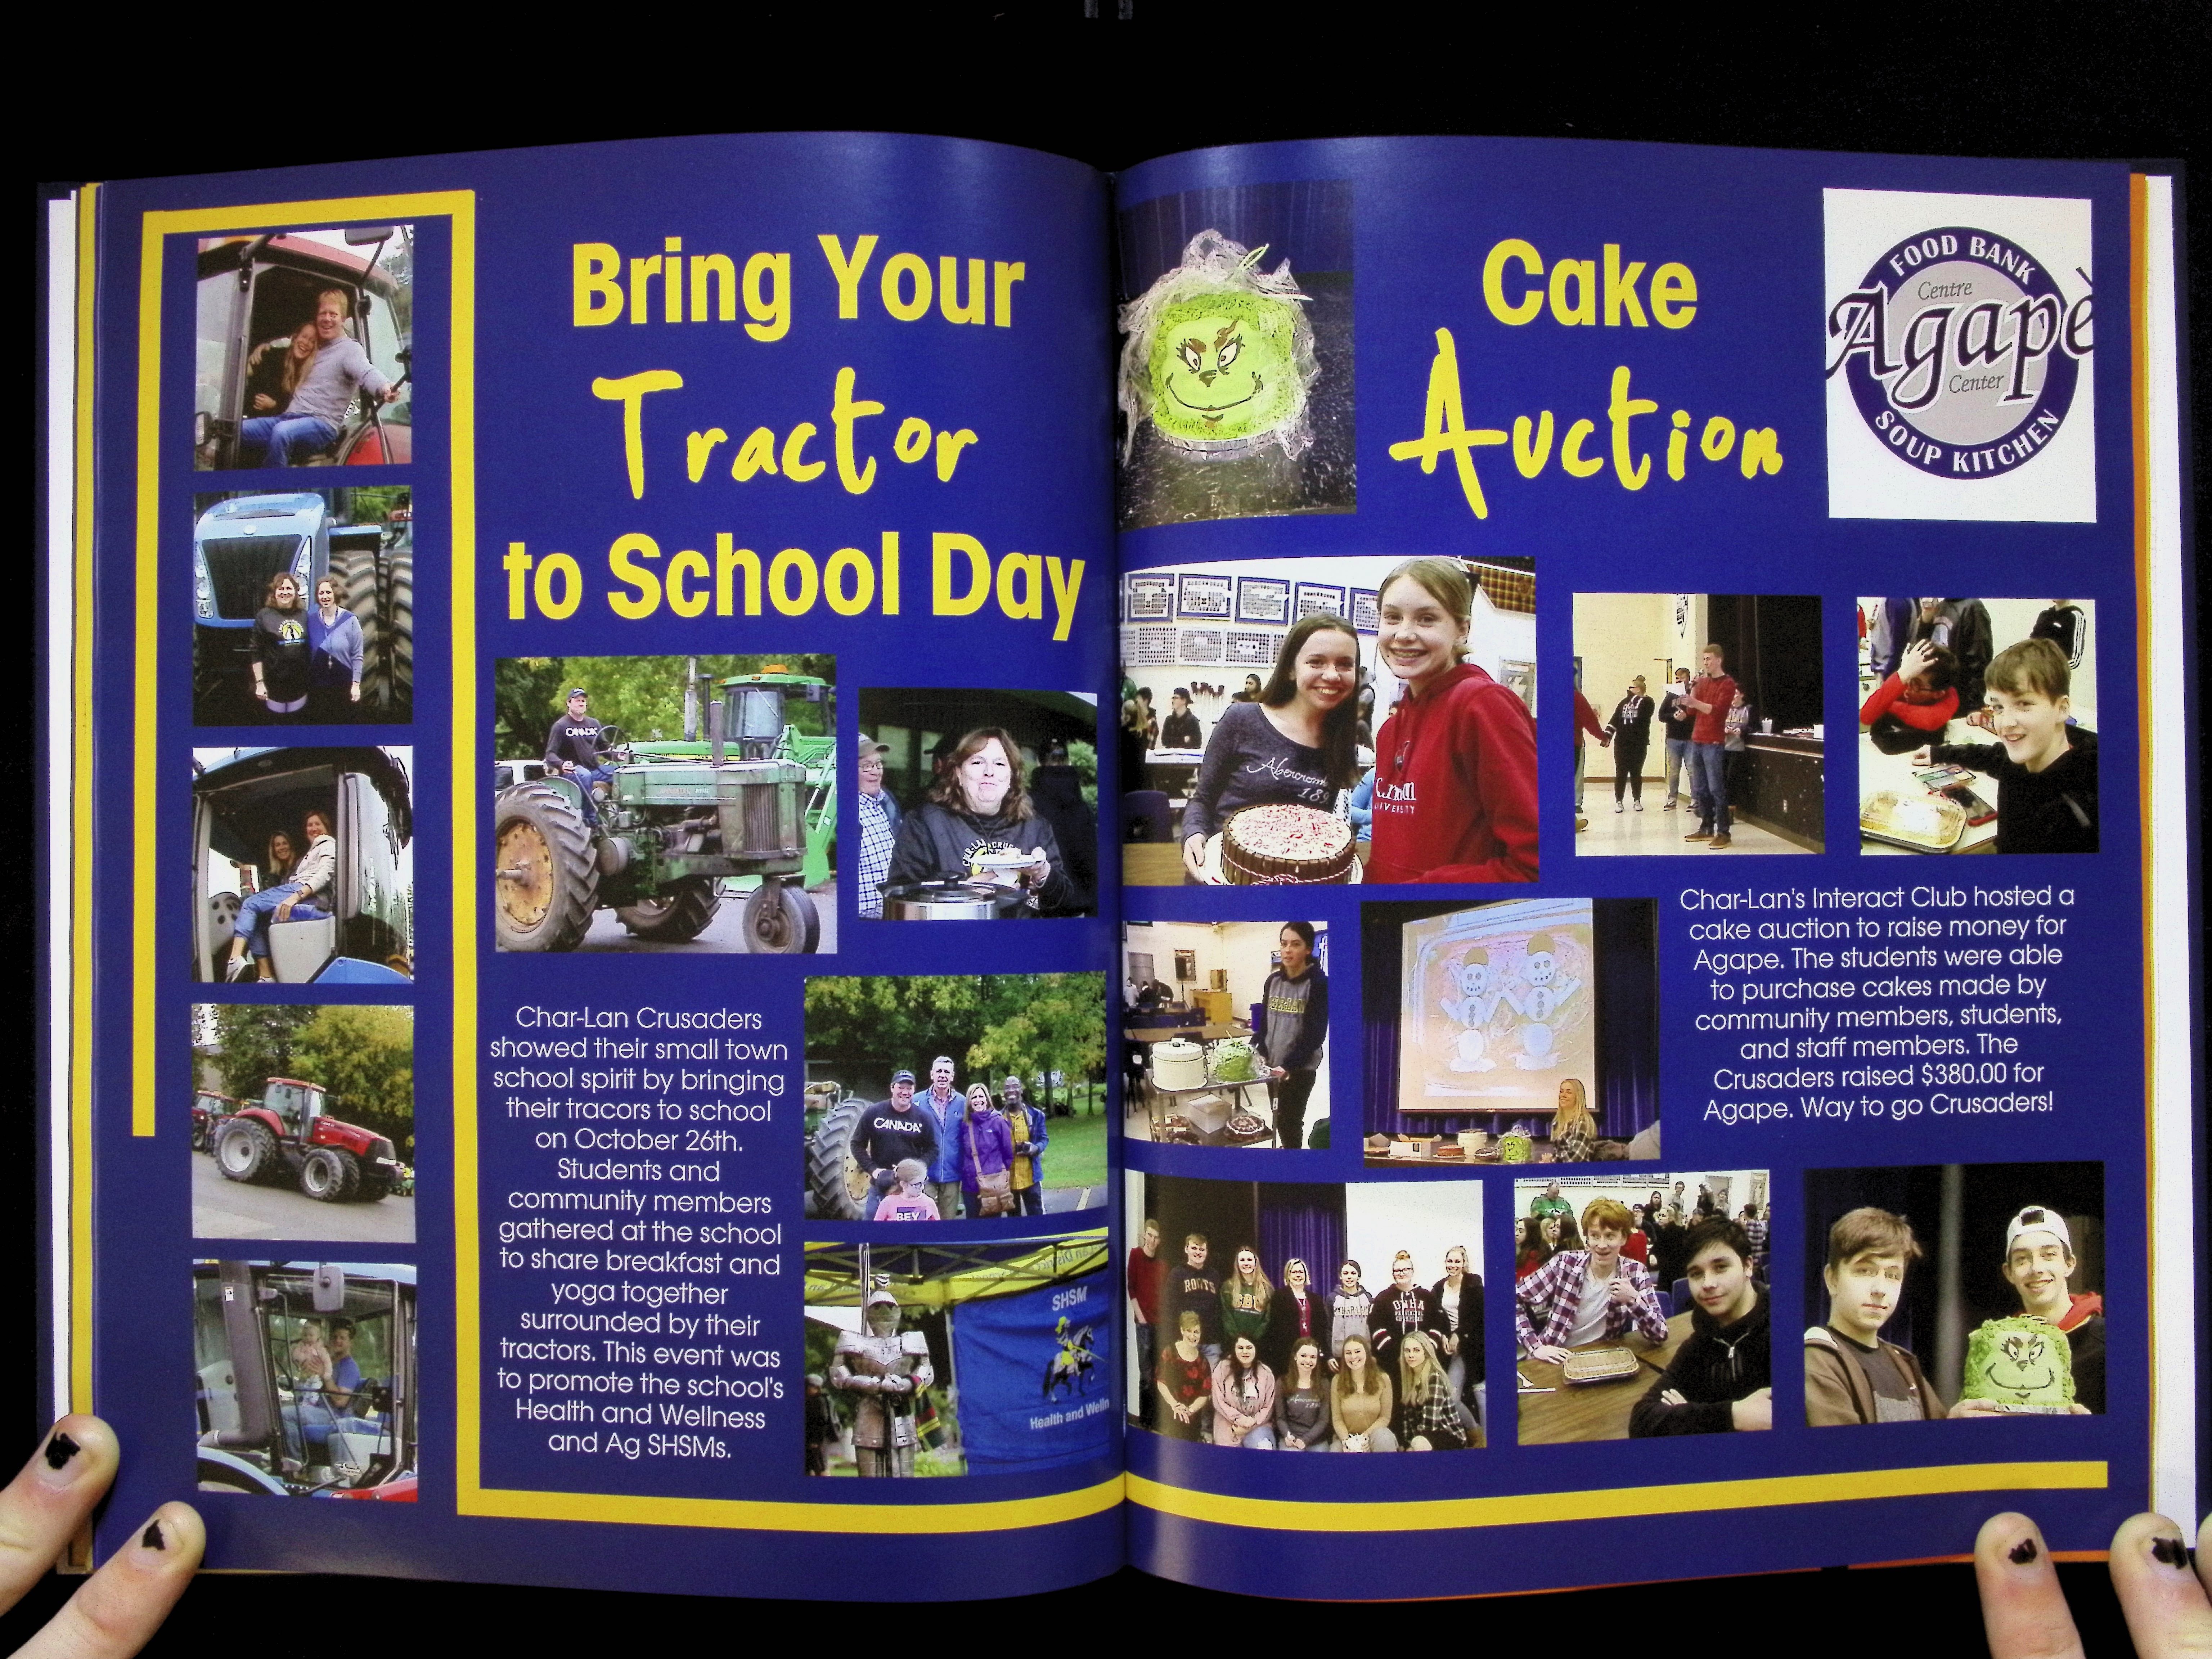 Bring Your
Tractor
to School Day
CANADA
Char-Lan Crusaders
showed their small town
school spirit by bringing
their tracors to school
on October 26th.
Students and
community members
gathered at the school
to share breakfast and
yoga together
surrounded by their
tractors. This event was
to promote the school's
Health and Wellness
and Ag SHSMs.
CANADA
BEV
SHSM
Health and Welln
Cake
Auction
FOOD BANK
Centre
Agapè
Center
SOUP KITCHEN
Abercrom
189
Char-Lan's Interact Club hosted a
cake auction to raise money for
Agape. The students were able
to purchase cakes made by
community members, students,
and staff members. The
Crusaders raised $380.00 for
Agape. Way to go Crusaders!
ROOTS